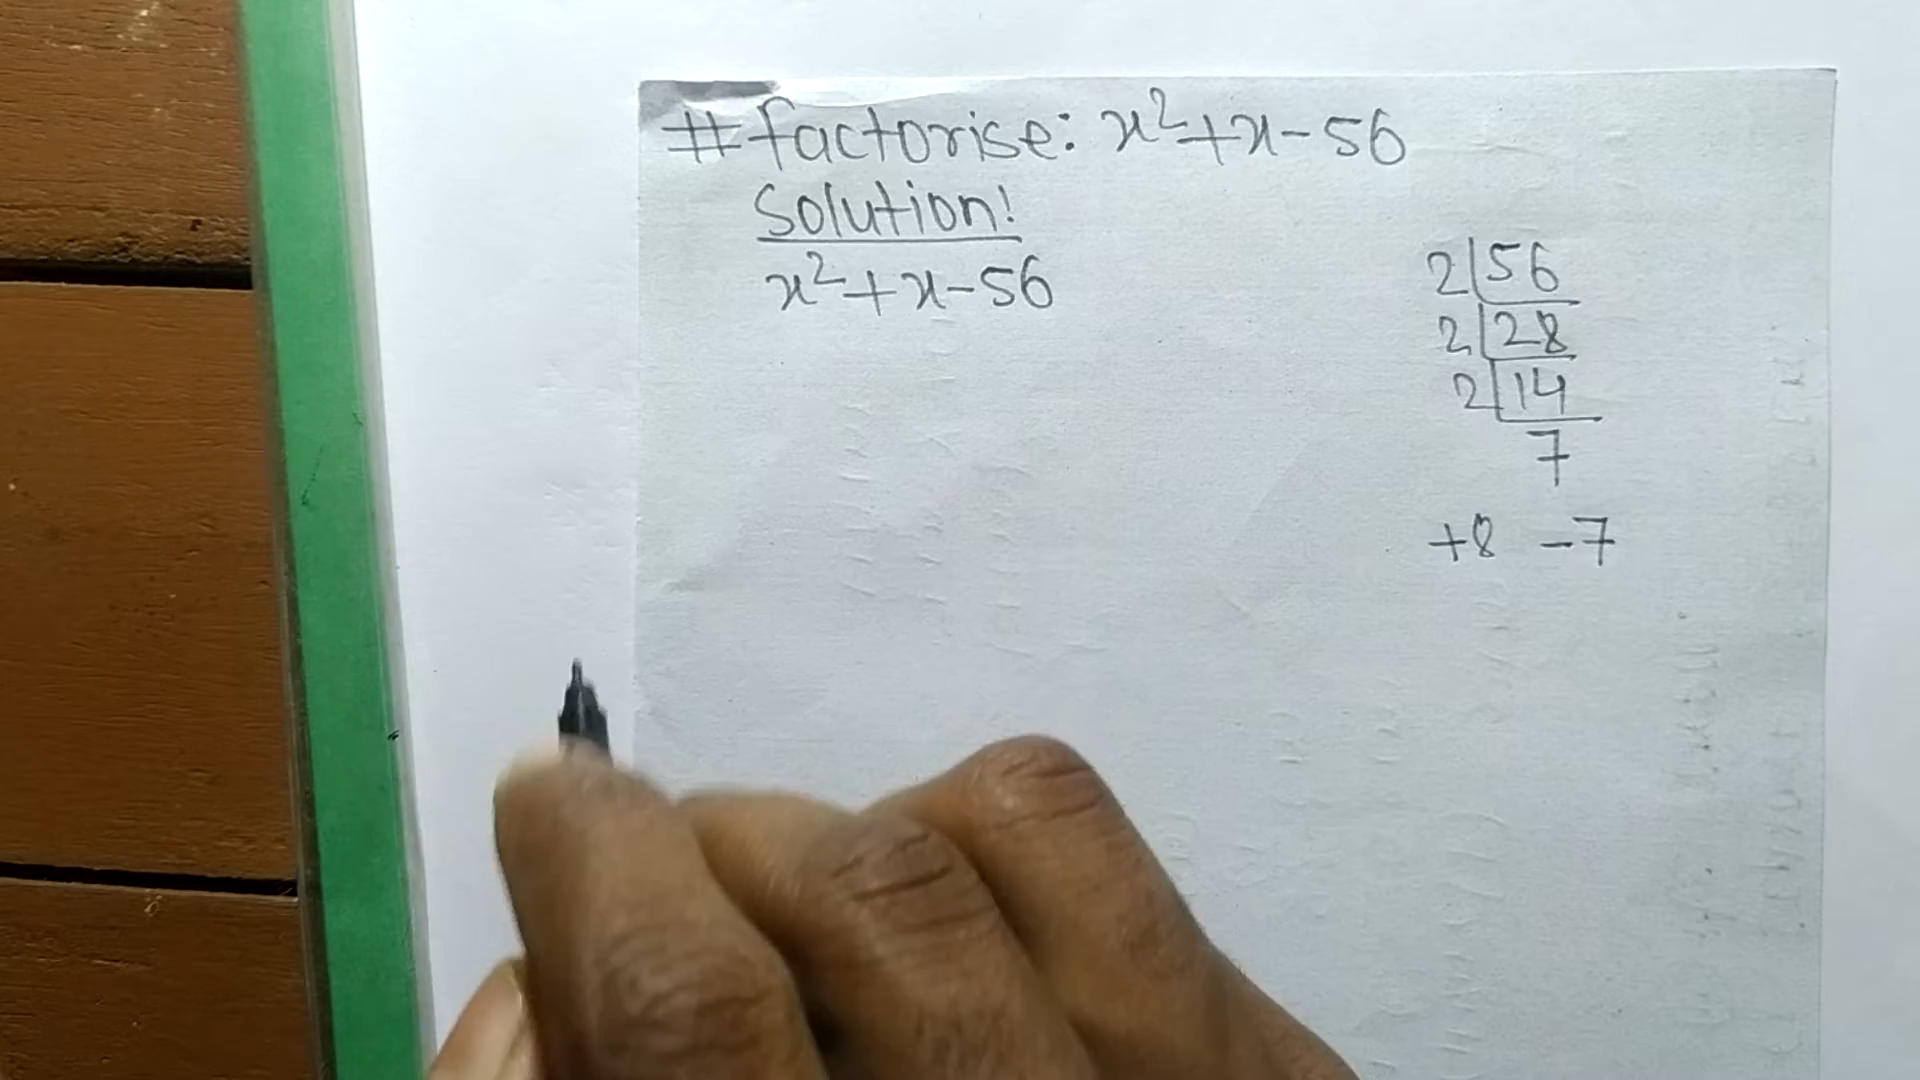 # factorise: x²+x-56
Solution!
x²+x-56
2|56
2|28
2|14
7
+8 -7